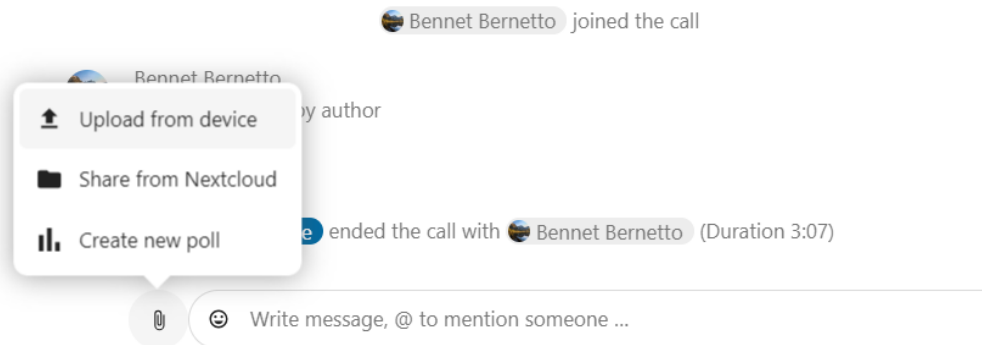 Bennet Bernetto joined the call
Bennet Bernetto
by author
Upload from device
Share from Nextcloud
Create new poll
e ended the call with Bennet Bernetto (Duration 3:07)
Write message, @ to mention someone ...